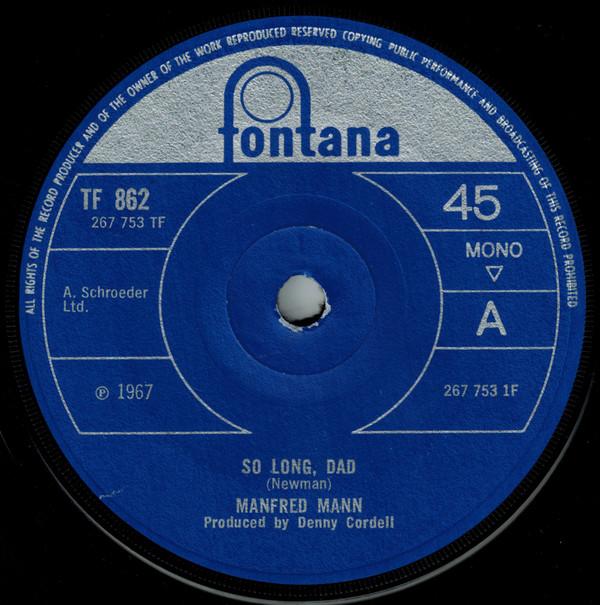 ALL RIGHTS OF THE RECORD PRODUCER AND OF THE OWNER OF THE WORK REPRODUCED RESERVED COPYING PUBLIC PERFORMANCE AND BROADCASTING OF THIS RECORD PROHIBITED
fontana
TF 862
267 753 TF
A. Schroeder
Ltd.
℗ 1967
45
MONO
▽
A
267 753 1F
SO LONG, DAD
(Newman)
MANFRED MANN
Produced by Denny Cordell